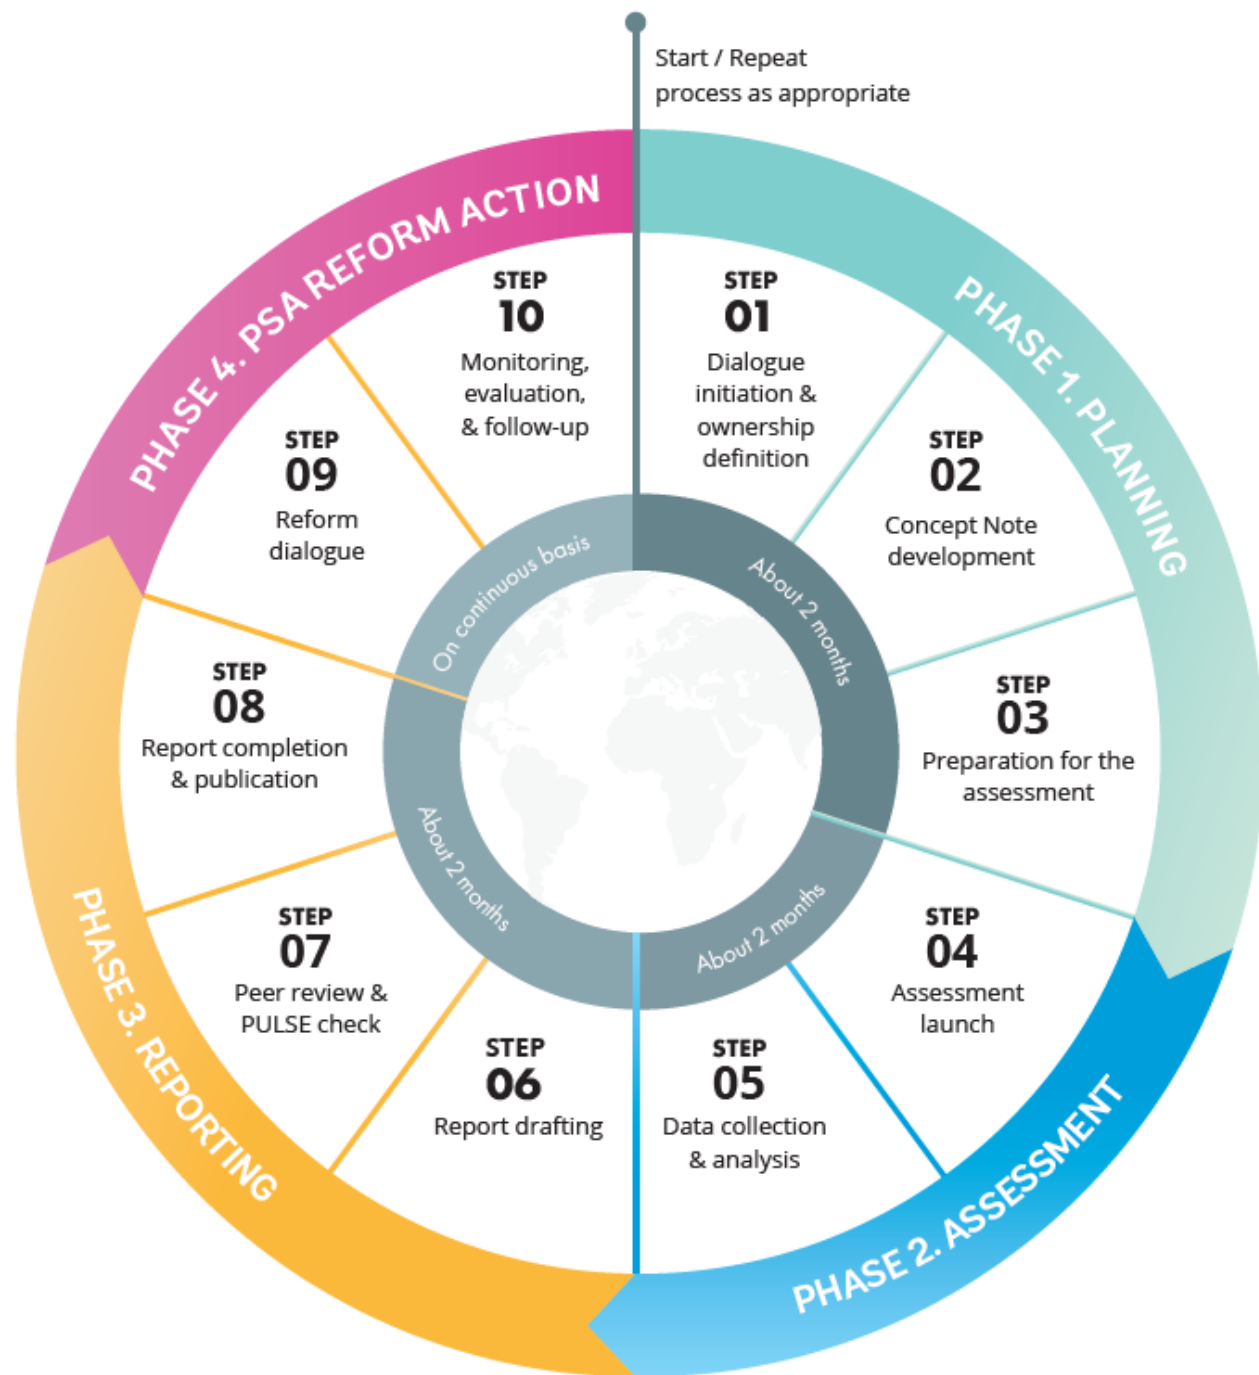 Start / Repeat
process as appropriate
PHASE 1. PLANNING
STEP
01
Dialogue
initiation &
ownership
definition
STEP
02
Concept Note
development
STEP
03
Preparation for the
assessment
About 2 months
PHASE 2. ASSESSMENT
STEP
04
Assessment
launch
STEP
05
Data collection
& analysis
About 2 months
PHASE 3. REPORTING
STEP
06
Report drafting
STEP
07
Peer review &
PULSE check
STEP
08
Report completion
& publication
About 2 months
PHASE 4. PSA REFORM ACTION
STEP
09
Reform
dialogue
STEP
10
Monitoring,
evaluation,
& follow-up
On continuous basis